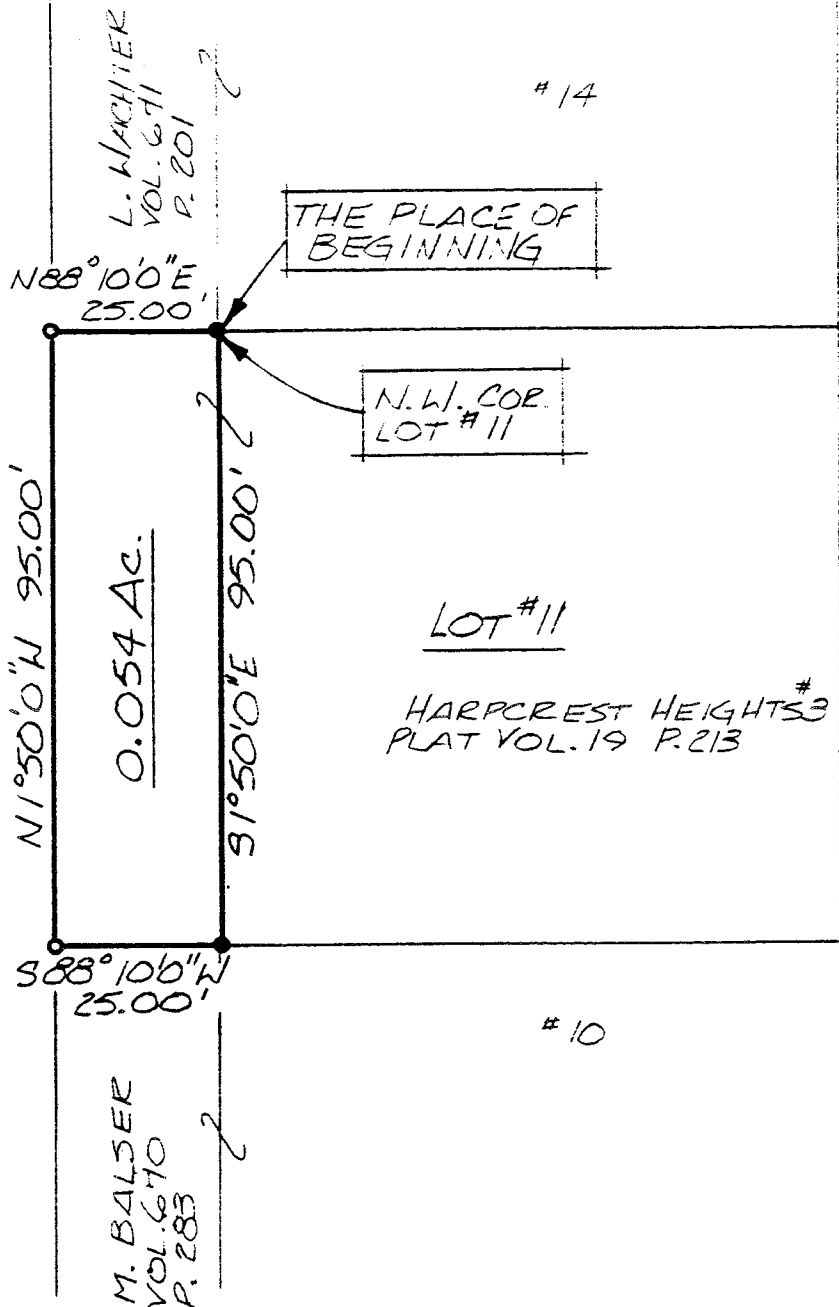 L. WACHTER
VOL. 671
P. 201
# 14
THE PLACE OF
BEGINNING
N88°10'0"E
25.00'
N.W. COR.
LOT #11
N1°50'0"W 95.00'
0.054 Ac.
S1°50'0"E 95.00'
LOT #11
HARPCREST HEIGHTS #3
PLAT VOL. 19 P. 213
S88°10'0"W
25.00'
# 10
M. BALSER
VOL. 670
P. 283